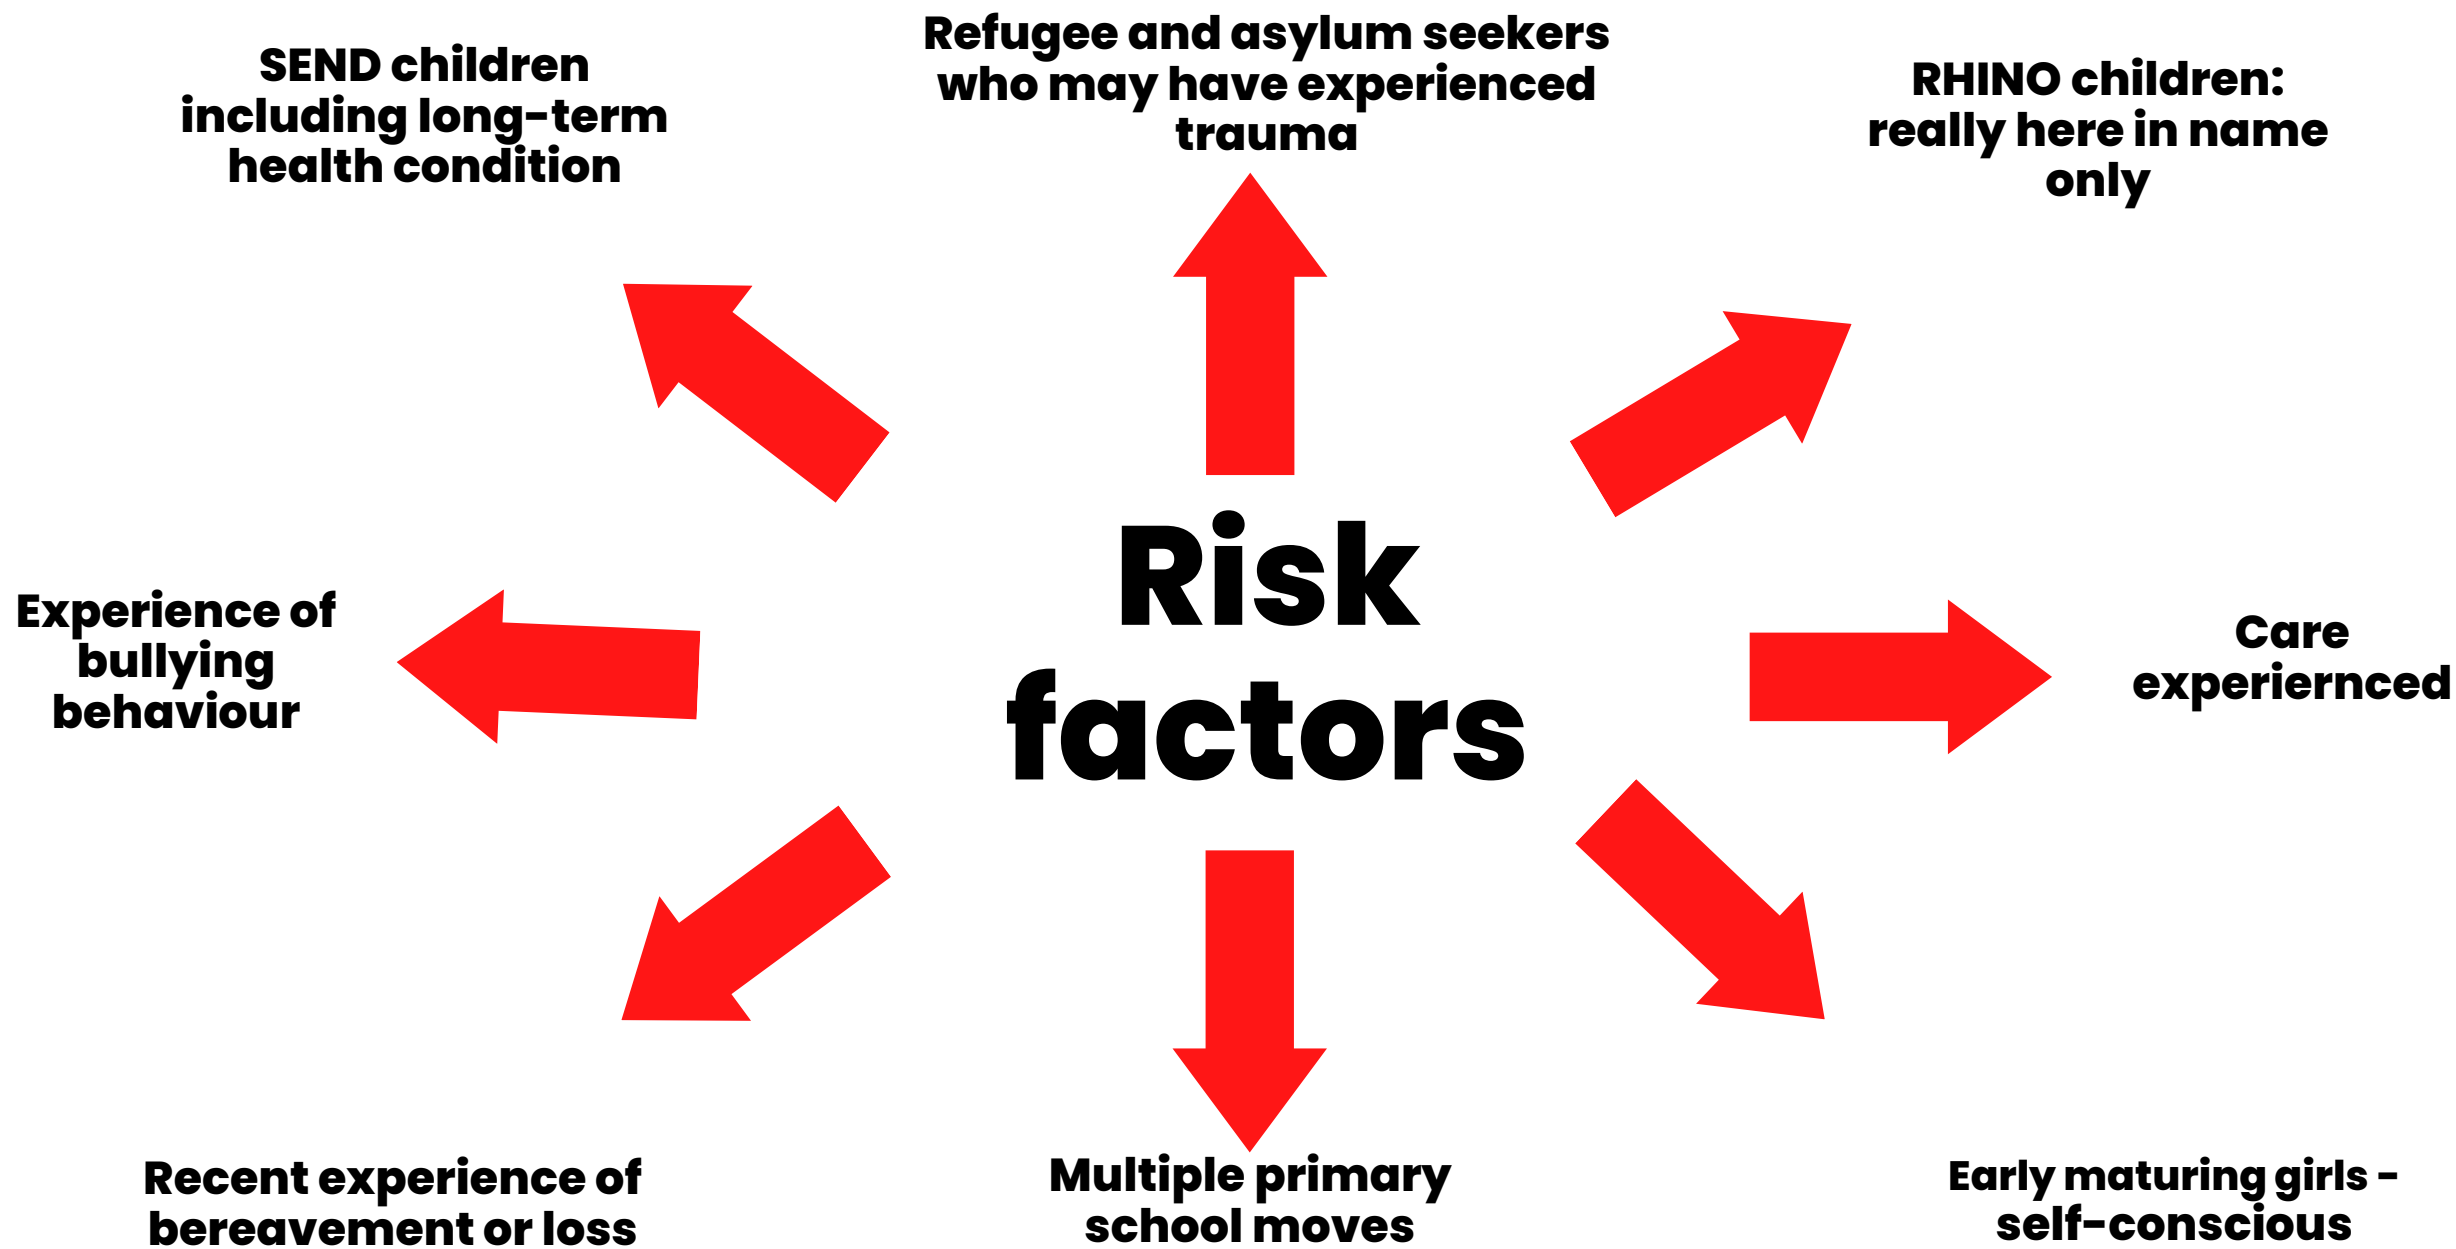 SEND children
including long-term
health condition
Refugee and asylum seekers
who may have experienced
trauma
RHINO children:
really here in name
only
Risk
factors
Experience of
bullying
behaviour
Care
experiernced
Recent experience of
bereavement or loss
Multiple primary
school moves
Early maturing girls -
self-conscious